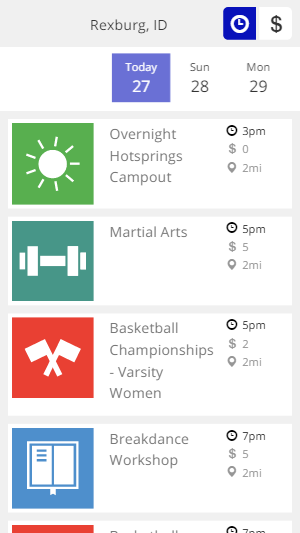 Rexburg, ID
$
Today
Sun
Mon
27
28
29
Overnight
Hotsprings
Campout
3pm
$ 0
2mi
Martial Arts
5pm
$ 5
2mi
Basketball
Championships
- Varsity
Women
5pm
$ 2
2mi
Breakdance
Workshop
7pm
$ 5
2mi
Basketball
7pm